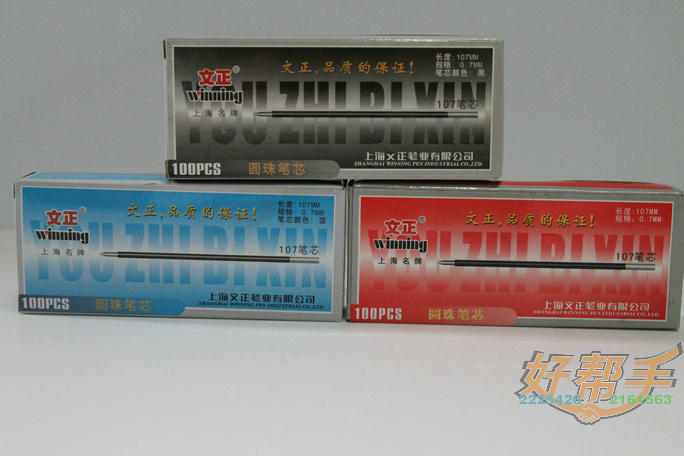 文正
winning
上海名牌
文正,品质的保证!
长度:107MM
规格:0.7MM
笔芯颜色:黑
YOU ZHI BI XIN
107笔芯
上海文正笔业有限公司
SHANGHAI WINNING PEN INDUSTRIAL CO.,LTD.
100PCS
圆珠笔芯
文正
winning
上海名牌
文正,品质的保证!
长度:107MM
规格:0.7MM
笔芯颜色:蓝
YOU ZHI BI XIN
107笔芯
上海文正笔业有限公司
SHANGHAI WINNING PEN INDUSTRIAL CO.,LTD.
100PCS
圆珠笔芯
文正
winning
上海名牌
文正,品质的保证!
长度:107MM
规格:0.7MM
YOU ZHI BI XIN
107笔芯
上海文正笔业有限公司
SHANGHAI WINNING PEN INDUSTRIAL CO.,LTD.
100PCS
圆珠笔芯
好帮手
2225426 2161563